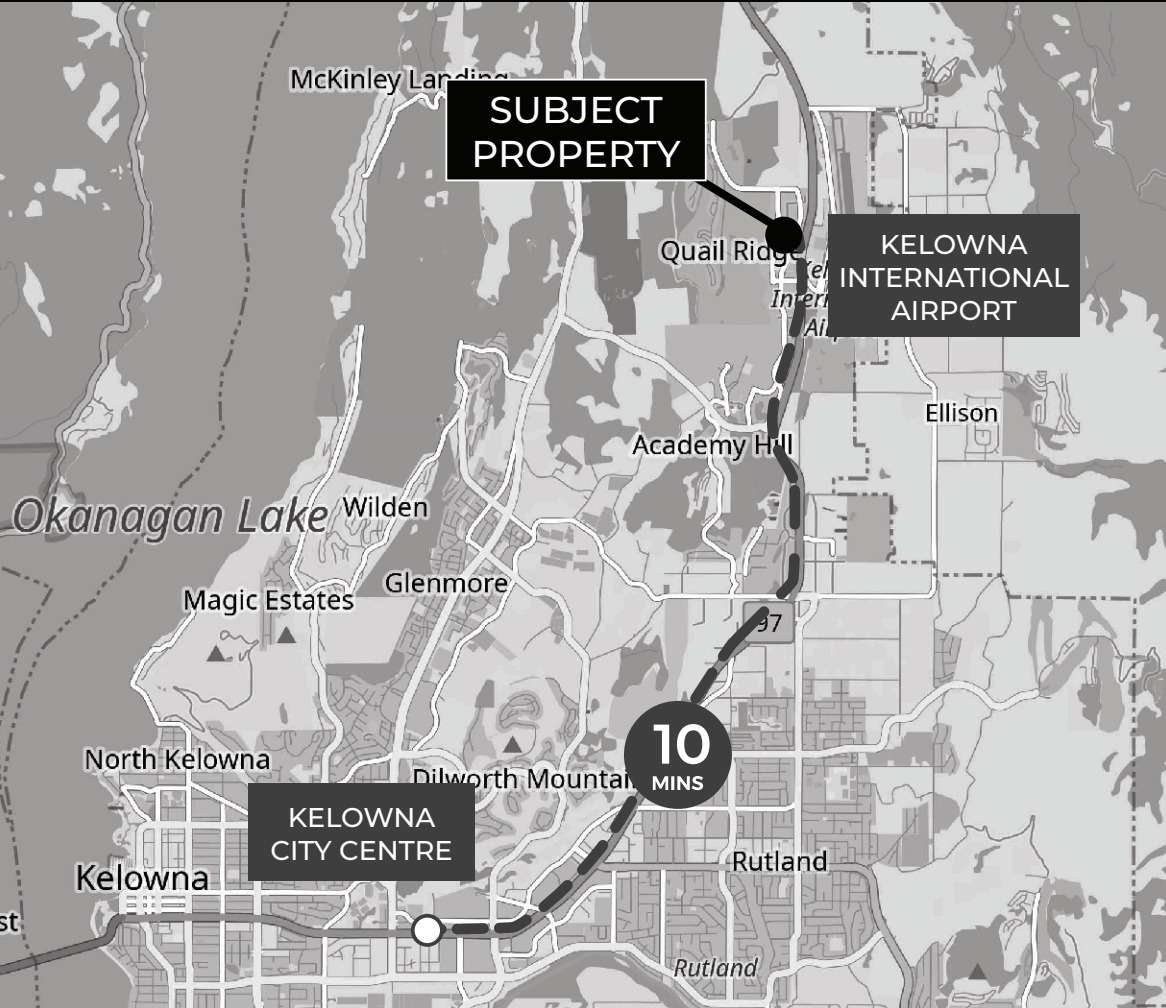 McKinley Landing
SUBJECT
PROPERTY
Quail Ridge
KELOWNA
INTERNATIONAL
AIRPORT
Ellison
Academy Hill
Okanagan Lake
Wilden
Glenmore
Magic Estates
97
10
MINS
North Kelowna
Dilworth Mountain
KELOWNA
CITY CENTRE
Kelowna
Rutland
st
Rutland